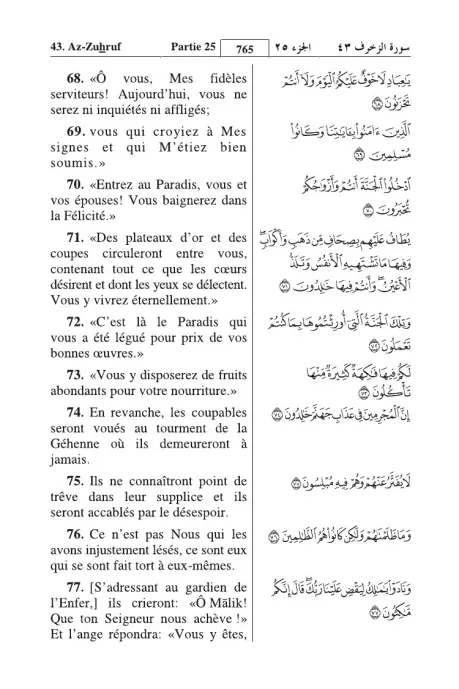 43. Az-Zuhruf Partie 25 765 الجزء ٢٥ سورة الزخرف ٤٣
68. «Ô vous, Mes fidèles
serviteurs! Aujourd’hui, vous ne
serez ni inquiétés ni affligés;
69. vous qui croyiez à Mes
signes et qui M’étiez bien
soumis.»
70. «Entrez au Paradis, vous et
vos épouses! Vous baignerez dans
la Félicité.»
71. «Des plateaux d’or et des
coupes circuleront entre vous,
contenant tout ce que les cœurs
désirent et dont les yeux se délectent.
Vous y vivrez éternellement.»
72. «C’est là le Paradis qui
vous a été légué pour prix de vos
bonnes œuvres.»
73. «Vous y disposerez de fruits
abondants pour votre nourriture.»
74. En revanche, les coupables
seront voués au tourment de la
Géhenne où ils demeureront à
jamais.
75. Ils ne connaîtront point de
trêve dans leur supplice et ils
seront accablés par le désespoir.
76. Ce n’est pas Nous qui les
avons injustement lésés, ce sont eux
qui se sont fait tort à eux-mêmes.
77. [S’adressant au gardien de
l’Enfer,] ils crieront: «Ô Mālik!
Que ton Seigneur nous achève !»
Et l’ange répondra: «Vous y êtes,
يَٰعِبَادِ لَا خَوْفٌ عَلَيْكُمُ ٱلْيَوْمَ وَلَآ أَنتُمْ
تَحْزَنُونَ ٦٨
ٱلَّذِينَ ءَامَنُوا۟ بِـَٔايَٰتِنَا وَكَانُوا۟
مُسْلِمِينَ ٦٩
ٱدْخُلُوا۟ ٱلْجَنَّةَ أَنتُمْ وَأَزْوَٰجُكُمْ
تُحْبَرُونَ ٧٠
يُطَافُ عَلَيْهِم بِصِحَافٍ مِّن ذَهَبٍ وَأَكْوَابٍ ۖ
وَفِيهَا مَا تَشْتَهِيهِ ٱلْأَنفُسُ وَتَلَذُّ
ٱلْأَعْيُنُ ۖ وَأَنتُمْ فِيهَا خَٰلِدُونَ ٧١
وَتِلْكَ ٱلْجَنَّةُ ٱلَّتِىٓ أُورِثْتُمُوهَا بِمَا كُنتُمْ
تَعْمَلُونَ ٧٢
لَكُمْ فِيهَا فَٰكِهَةٌ كَثِيرَةٌ مِّنْهَا
تَأْكُلُونَ ٧٣
إِنَّ ٱلْمُجْرِمِينَ فِى عَذَابِ جَهَنَّمَ خَٰلِدُونَ ٧٤
لَا يُفَتَّرُ عَنْهُمْ وَهُمْ فِيهِ مُبْلِسُونَ ٧٥
وَمَا ظَلَمْنَٰهُمْ وَلَٰكِن كَانُوا۟ هُمُ ٱلظَّٰلِمِينَ ٧٦
وَنَادَوْا۟ يَٰمَٰلِكُ لِيَقْضِ عَلَيْنَا رَبُّكَ ۖ قَالَ إِنَّكُم
مَّٰكِثُونَ ٧٧